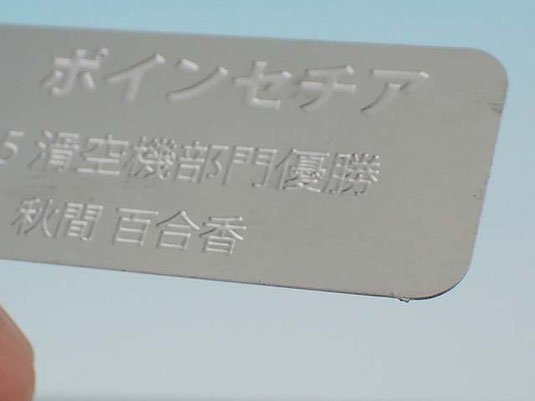 ポインセチア
5 滑空機部門優勝
秋間 百合香